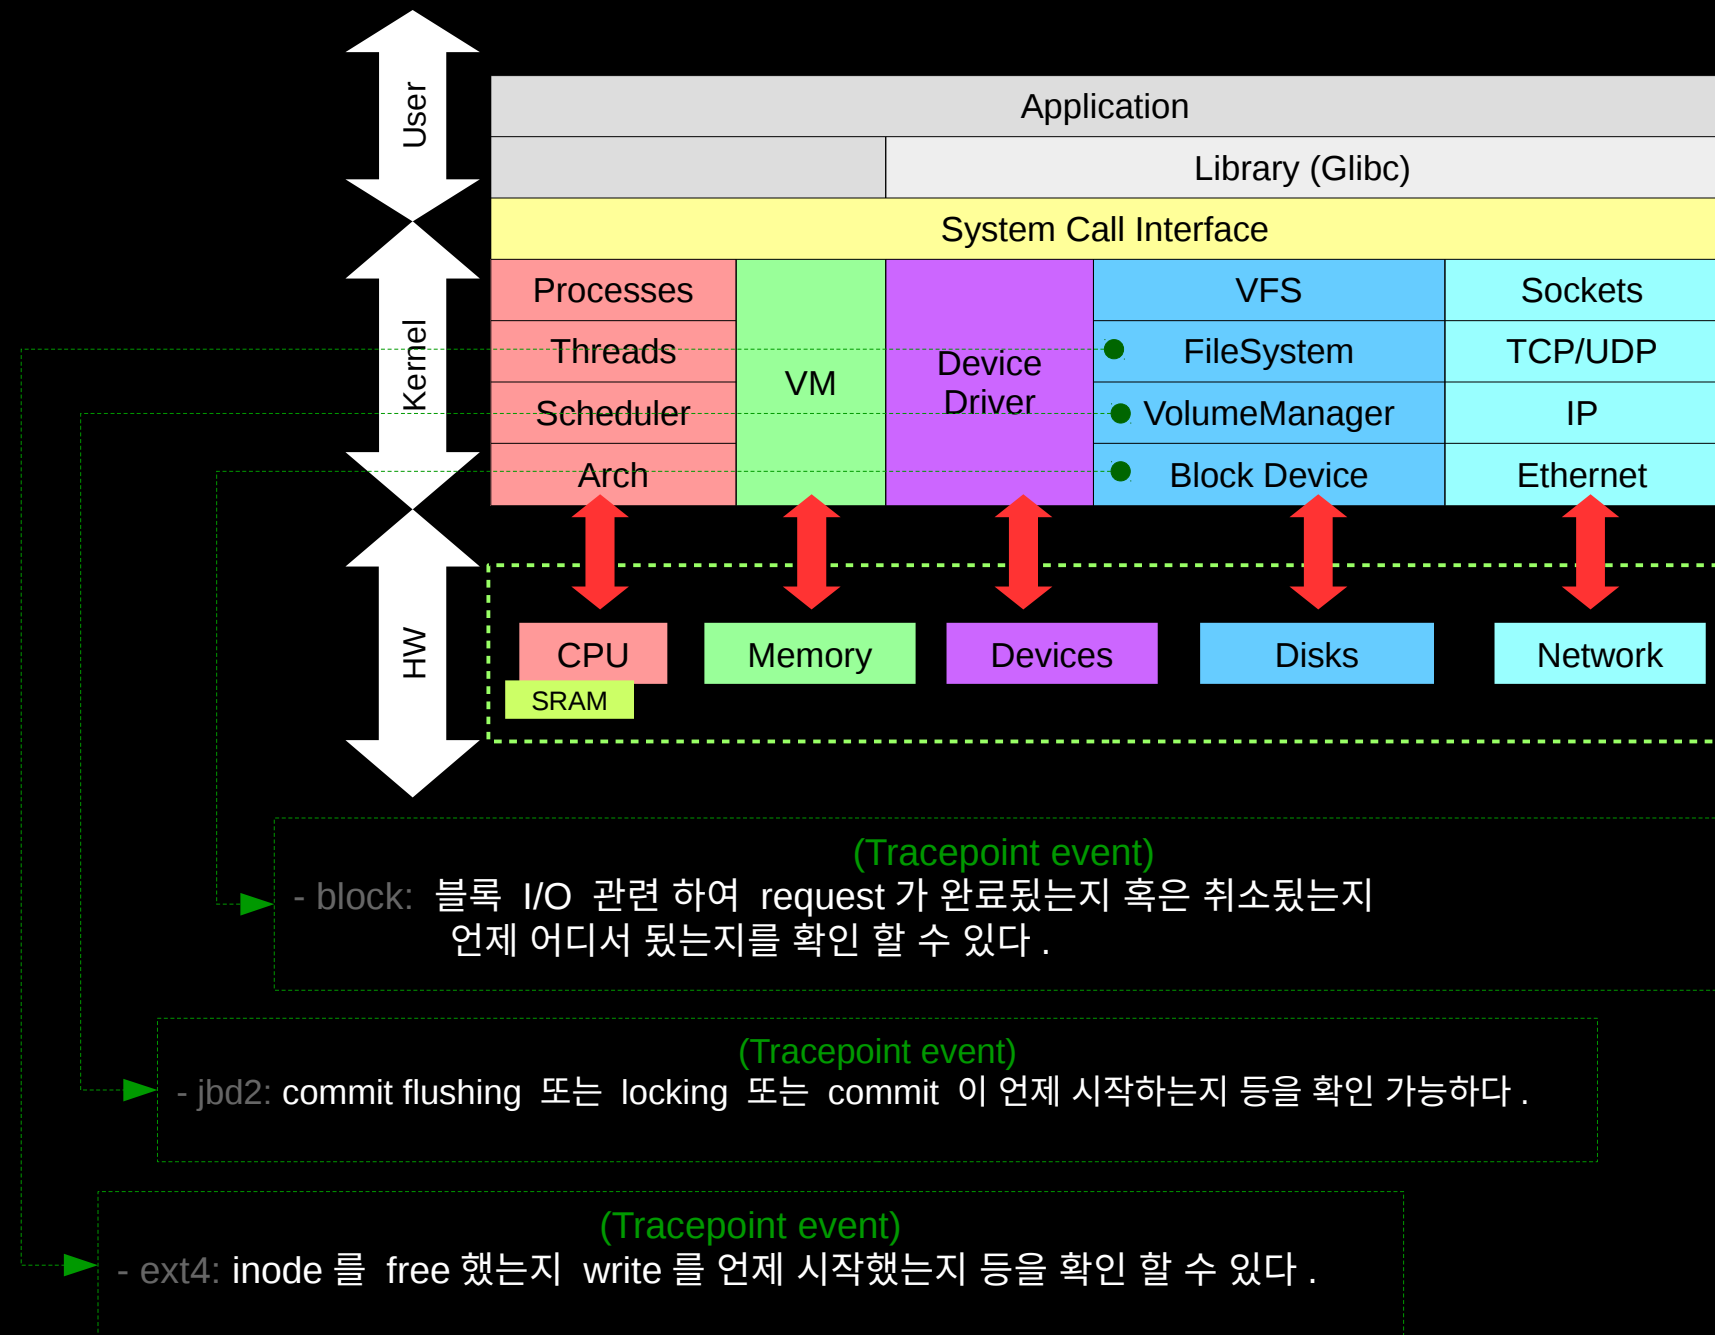 User
Application
Library (Glibc)
System Call Interface
Kernel
Processes
VFS
Sockets
Threads
VM
Device
Driver
FileSystem
TCP/UDP
Scheduler
VolumeManager
IP
Arch
Block Device
Ethernet
HW
CPU
Memory
Devices
Disks
Network
SRAM
(Tracepoint event)
- block: 블록 I/O 관련 하여 request 가 완료됬는지 혹은 취소됬는지
언제 어디서 됬는지를 확인 할 수 있다 .
(Tracepoint event)
- jbd2: commit flushing 또는 locking 또는 commit 이 언제 시작하는지 등을 확인 가능하다 .
(Tracepoint event)
- ext4: inode 를 free 했는지 write 를 언제 시작했는지 등을 확인 할 수 있다 .